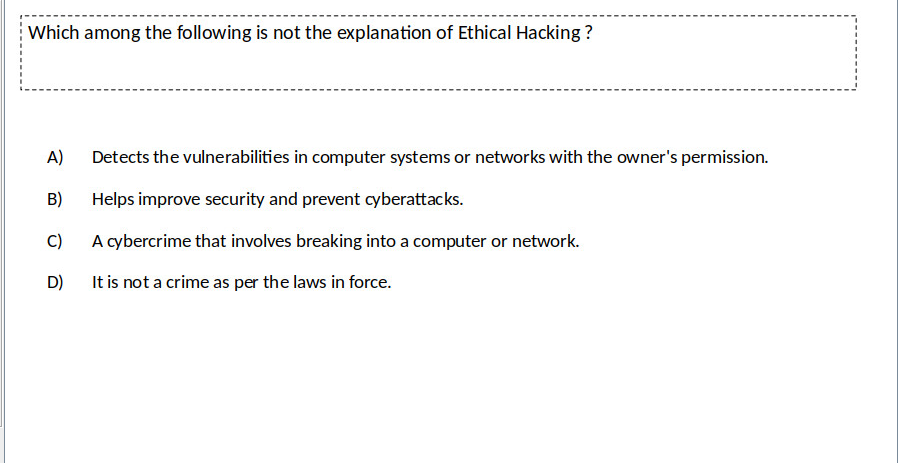 Which among the following is not the explanation of Ethical Hacking ?
A) Detects the vulnerabilities in computer systems or networks with the owner's permission.
B) Helps improve security and prevent cyberattacks.
C) A cybercrime that involves breaking into a computer or network.
D) It is not a crime as per the laws in force.